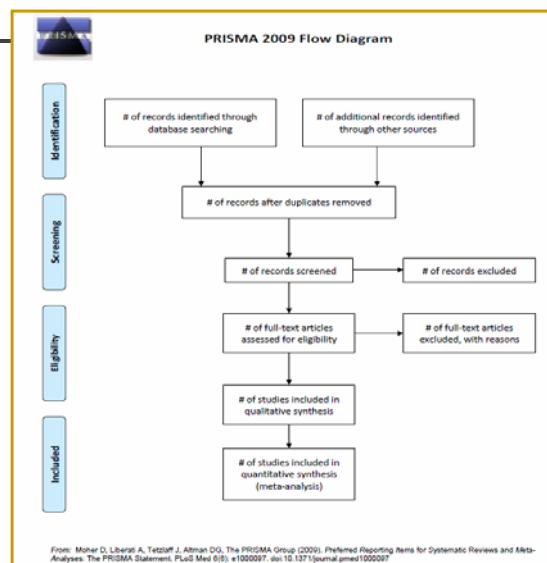 PRISMA
PRISMA 2009 Flow Diagram
Identification
# of records identified through
database searching
# of additional records identified
through other sources
# of records after duplicates removed
Screening
# of records screened
# of records excluded
Eligibility
# of full-text articles
assessed for eligibility
# of full-text articles
excluded, with reasons
# of studies included in
qualitative synthesis
Included
# of studies included in
quantitative synthesis
(meta-analysis)
From: Moher D, Liberati A, Tetzlaff J, Altman DG, The PRISMA Group (2009). Preferred Reporting Items for Systematic Reviews and Meta-
Analyses: The PRISMA Statement. PLoS Med 6(6): e1000097. doi:10.1371/journal.pmed1000097